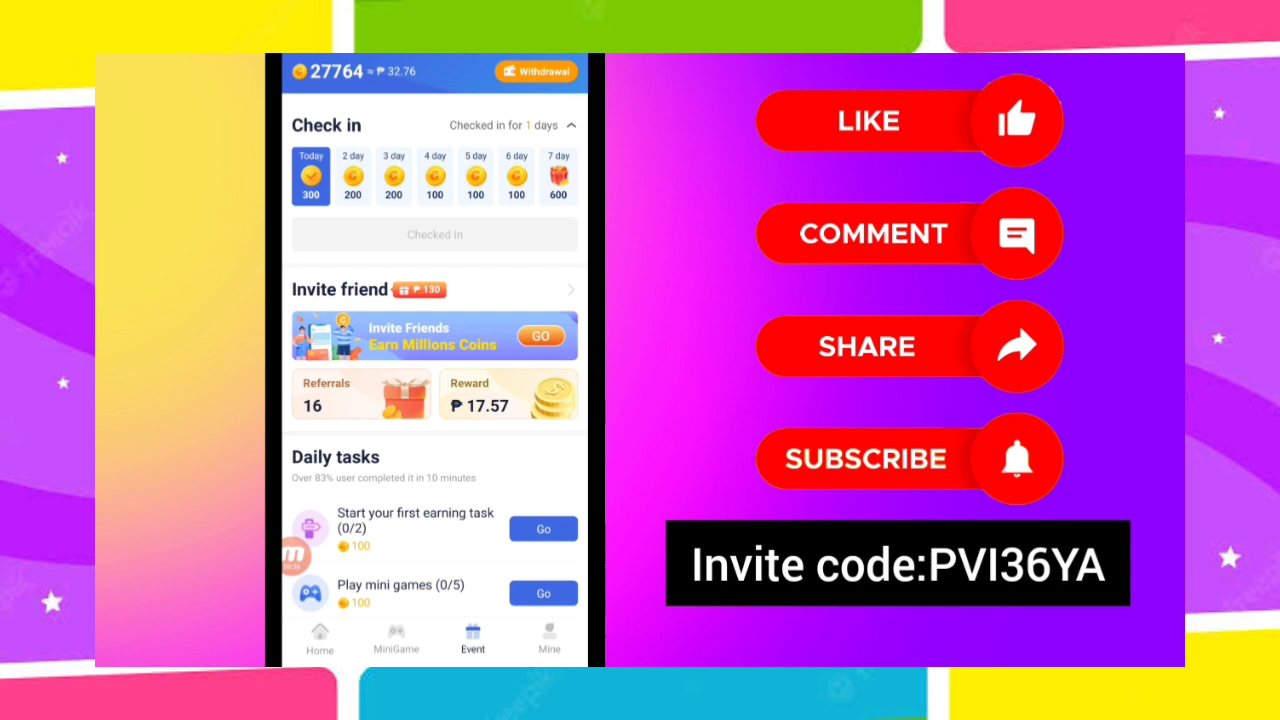 27764 ≈ ₱ 32.76
Withdrawal
Check in
Checked in for 1 days
Today
2 day
3 day
4 day
5 day
6 day
7 day
300
200
200
100
100
100
600
Checked in
Invite friend
₱ 130
Invite Friends
Earn Millions Coins
GO
Referrals
16
Reward
₱ 17.57
Daily tasks
Over 83% user completed it in 10 minutes
Start your first earning task
(0/2)
100
Go
Play mini games (0/5)
100
Go
Home
MiniGame
Event
Mine
LIKE
COMMENT
SHARE
SUBSCRIBE
Invite code:PVI36YA